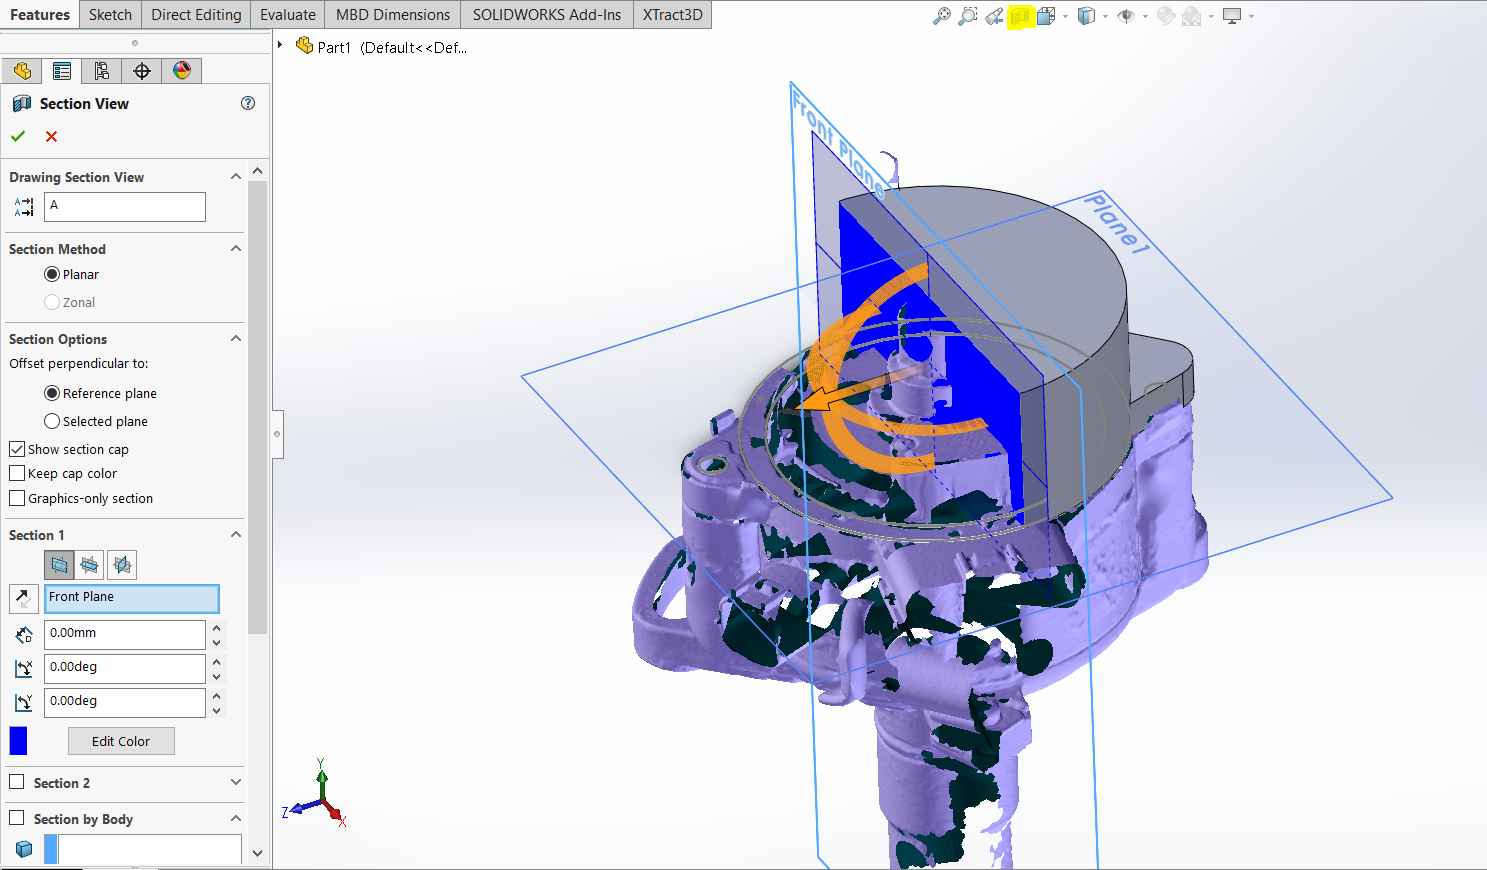 Features Sketch Direct Editing Evaluate MBD Dimensions SOLIDWORKS Add-Ins XTract3D
Part1 (Default<<Def...
Section View
?
Drawing Section View
A
A
A
Section Method
Planar
Zonal
Section Options
Offset perpendicular to:
Reference plane
Selected plane
Show section cap
Keep cap color
Graphics-only section
Section 1
Front Plane
D 0.00mm
X 0.00deg
Y 0.00deg
Edit Color
Section 2
Section by Body
Front Plane
Plane1
Y
Z
X